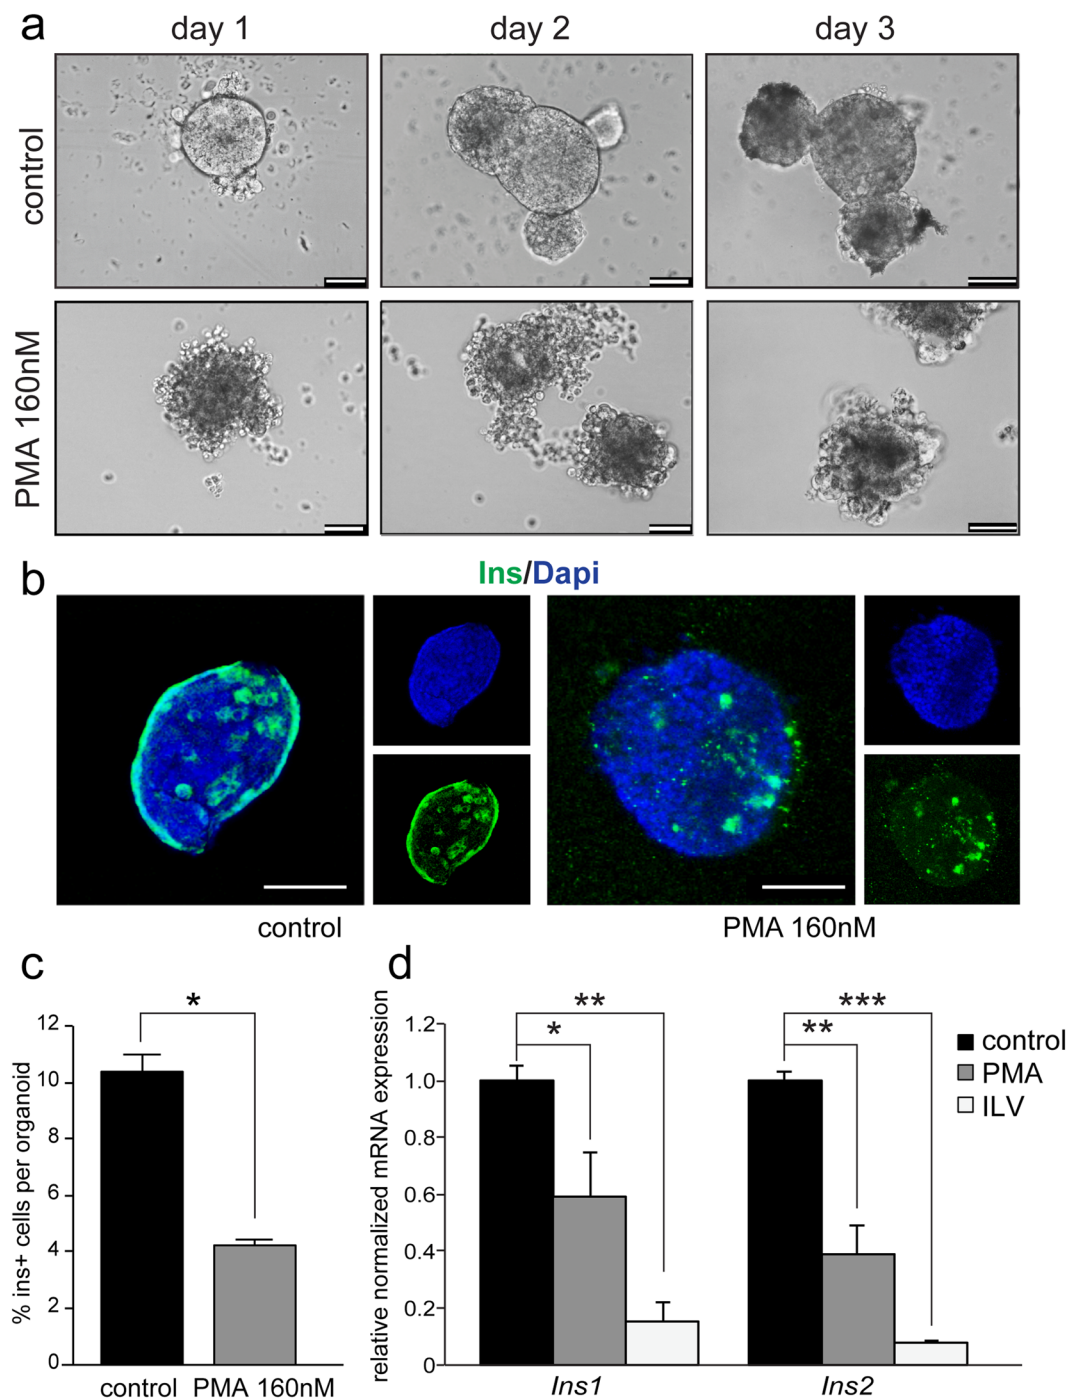 a
day 1
day 2
day 3
control
PMA 160nM
b
Ins/Dapi
control
PMA 160nM
c
% ins+ cells per organoid
12
10
8
6
4
2
0
*
control
PMA 160nM
d
relative normalized mRNA expression
1.2
1.0
0.8
0.6
0.4
0.2
0
**
*
***
**
Ins1
Ins2
control
PMA
ILV